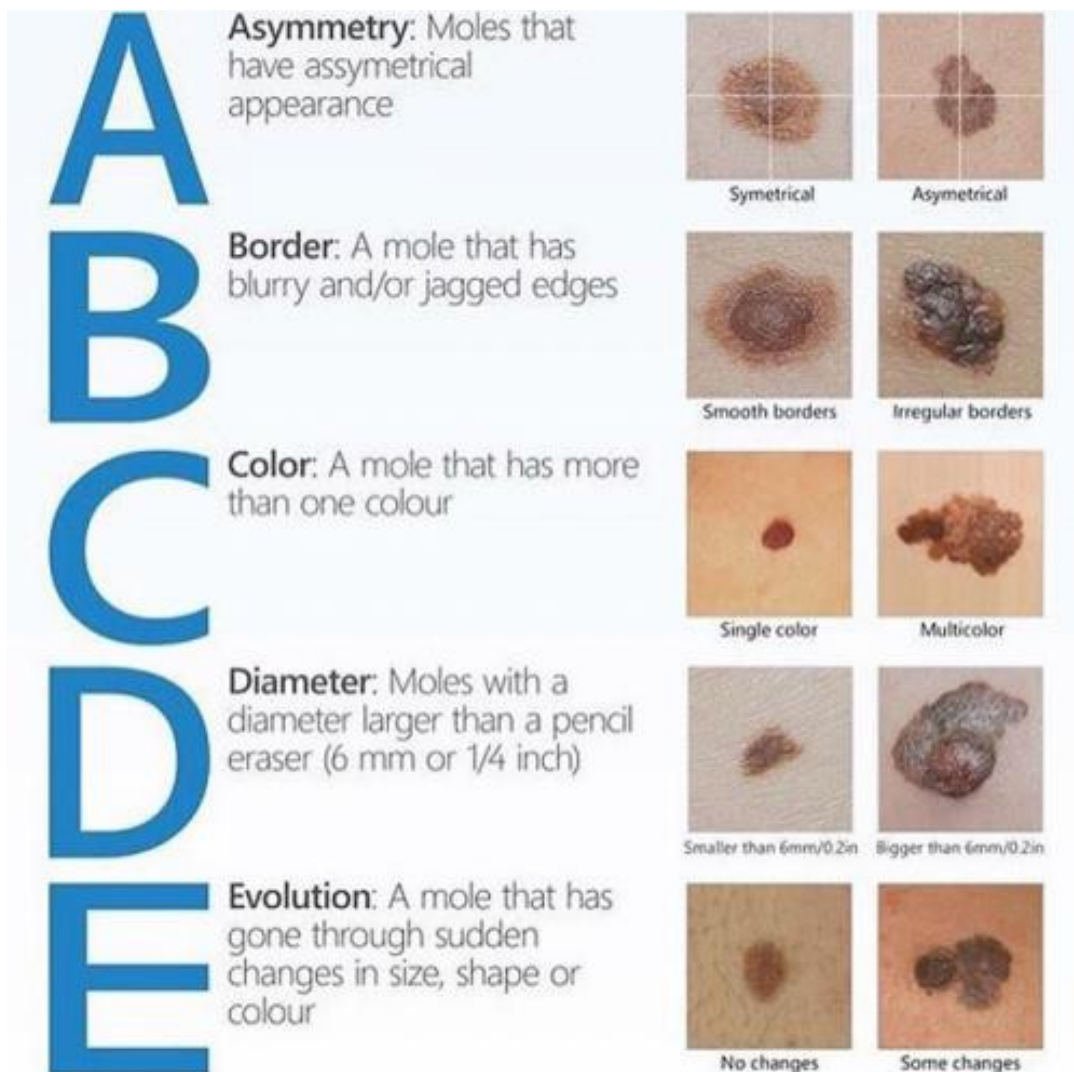 A
Asymmetry: Moles that
have assymetrical
appearance
Symetrical
Asymetrical
B
Border: A mole that has
blurry and/or jagged edges
Smooth borders
Irregular borders
C
Color: A mole that has more
than one colour
Single color
Multicolor
D
Diameter: Moles with a
diameter larger than a pencil
eraser (6 mm or 1/4 inch)
Smaller than 6mm/0.2in
Bigger than 6mm/0.2in
E
Evolution: A mole that has
gone through sudden
changes in size, shape or
colour
No changes
Some changes